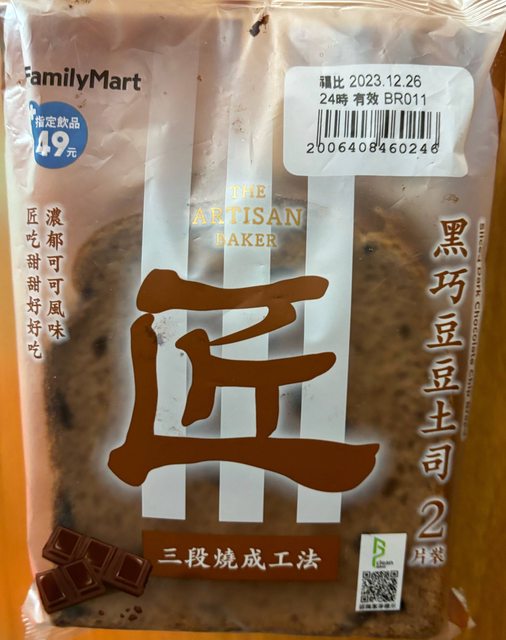 FamilyMart
福比 2023.12.26
24時 有效 BR011
2006408460246
+
指定飲品
49元
THE
ARTISAN
BAKER
濃郁可可風味
匠吃甜甜好好吃
匠
黑巧豆豆土司 2片裝
Sliced Dark Chocolate Chip
三段燒成工法
clean